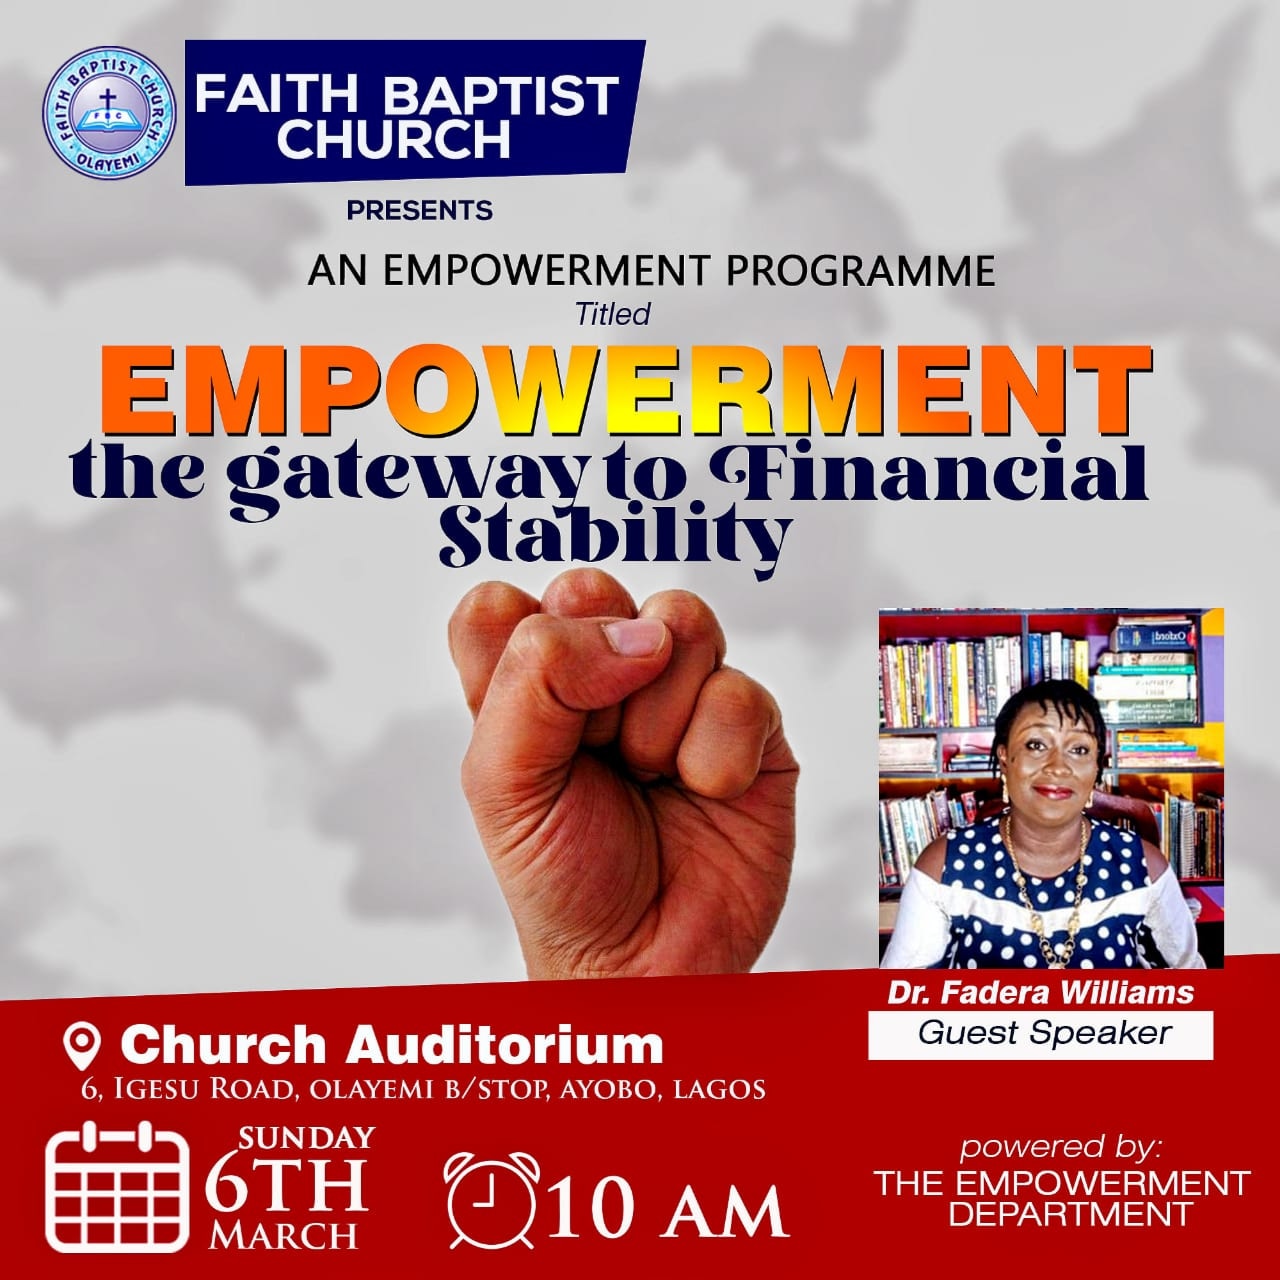 FAITH BAPTIST CHURCH
OLAYEMI
FBC
FAITH BAPTIST
CHURCH
PRESENTS
AN EMPOWERMENT PROGRAMME
Titled
EMPOWERMENT
the gateway to Financial
Stability
Oxford
Dr. Fadera Williams
Guest Speaker
Church Auditorium
6, IGESU ROAD, OLAYEMI B/STOP, AYOBO, LAGOS
SUNDAY
6TH
MARCH
10 AM
powered by:
THE EMPOWERMENT
DEPARTMENT